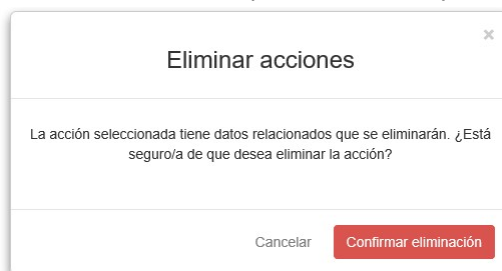 ×
Eliminar acciones
La acción seleccionada tiene datos relacionados que se eliminarán. ¿Está
seguro/a de que desea eliminar la acción?
Cancelar Confirmar eliminación